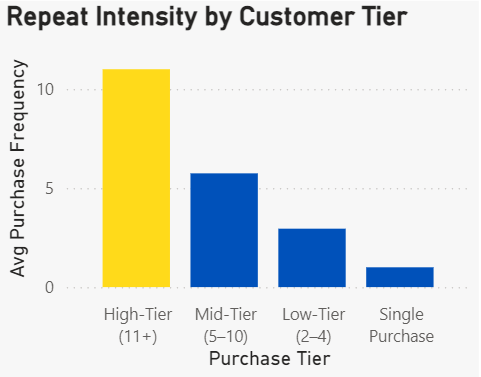 Repeat Intensity by Customer Tier
Avg Purchase Frequency
10
5
0
High-Tier
(11+)
Mid-Tier
(5–10)
Low-Tier
(2–4)
Single
Purchase
Purchase Tier